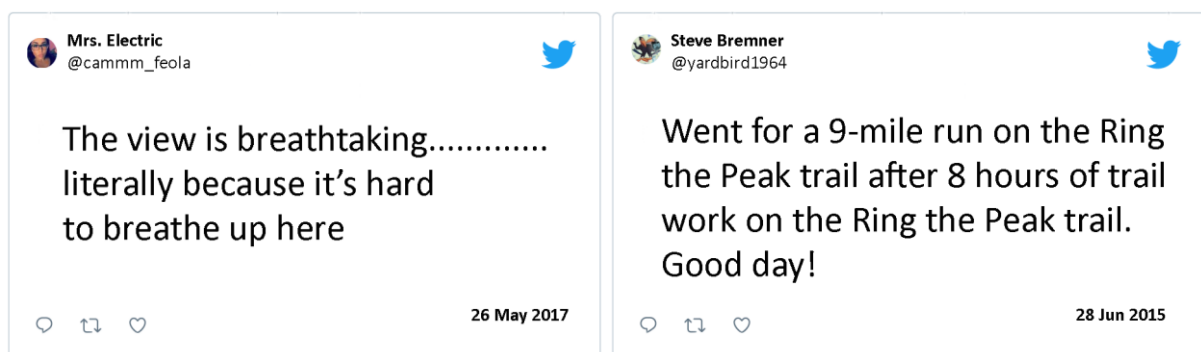 Mrs. Electric
@cammm_feola
The view is breathtaking.............
literally because it's hard
to breathe up here
26 May 2017
Steve Bremner
@yardbird1964
Went for a 9-mile run on the Ring
the Peak trail after 8 hours of trail
work on the Ring the Peak trail.
Good day!
28 Jun 2015